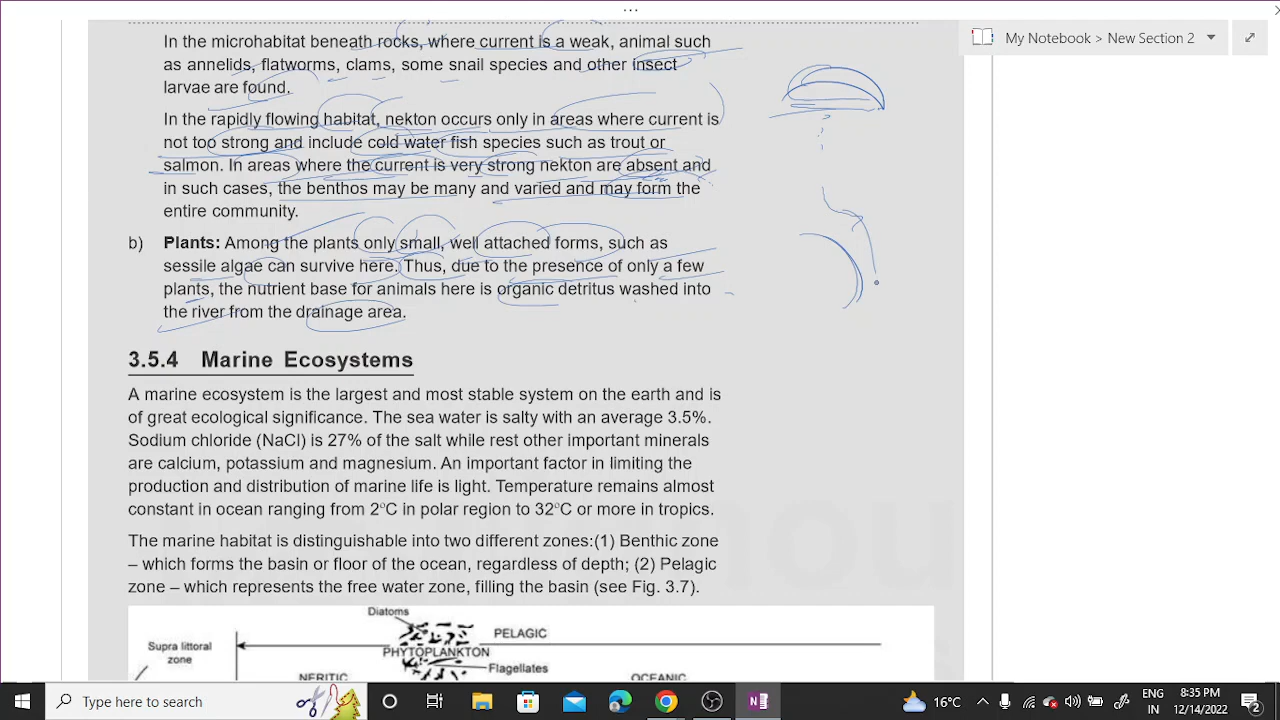 ...
My Notebook > New Section 2
In the microhabitat beneath rocks, where current is a weak, animal such
as annelids, flatworms, clams, some snail species and other insect
larvae are found.
In the rapidly flowing habitat, nekton occurs only in areas where current is
not too strong and include cold water fish species such as trout or
salmon. In areas where the current is very strong nekton are absent and
in such cases, the benthos may be many and varied and may form the
entire community.
b) Plants: Among the plants only small, well attached forms, such as
sessile algae can survive here. Thus, due to the presence of only a few
plants, the nutrient base for animals here is organic detritus washed into
the river from the drainage area.
3.5.4 Marine Ecosystems
A marine ecosystem is the largest and most stable system on the earth and is
of great ecological significance. The sea water is salty with an average 3.5%.
Sodium chloride (NaCl) is 27% of the salt while rest other important minerals
are calcium, potassium and magnesium. An important factor in limiting the
production and distribution of marine life is light. Temperature remains almost
constant in ocean ranging from 2°C in polar region to 32°C or more in tropics.
The marine habitat is distinguishable into two different zones:(1) Benthic zone
– which forms the basin or floor of the ocean, regardless of depth; (2) Pelagic
zone – which represents the free water zone, filling the basin (see Fig. 3.7).
Diatoms
PELAGIC
Supra littoral
zone
PHYTOPLANKTON
Flagellates
NERITIC
OCEANIC
Type here to search
16°C
ENG
IN
8:35 PM
12/14/2022
2